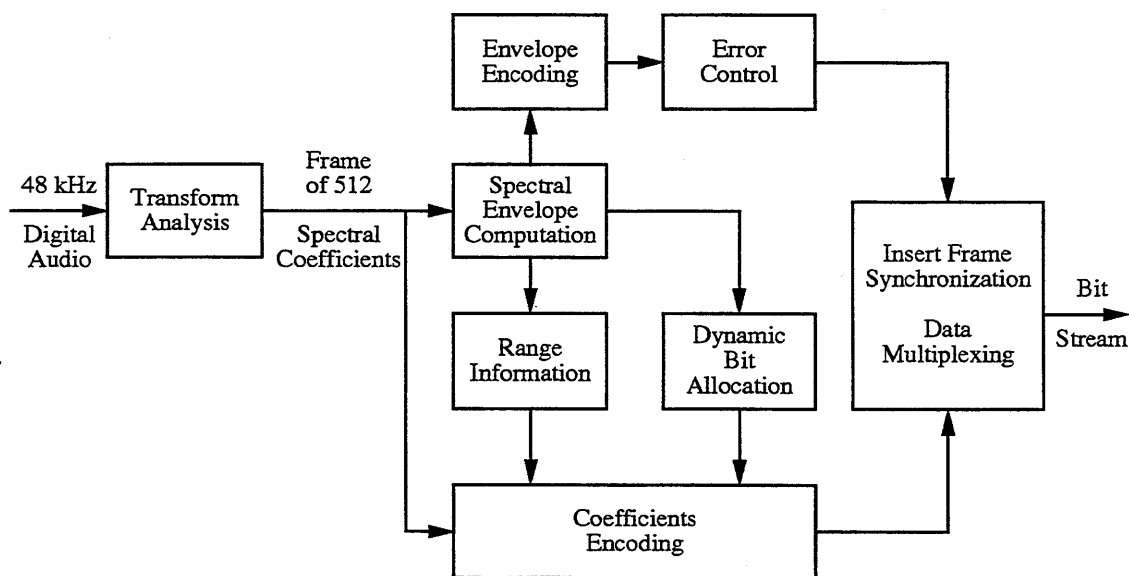 Envelope
Encoding
Error
Control
48 kHz
Digital
Audio
Transform
Analysis
Frame
of 512
Spectral
Coefficients
Spectral
Envelope
Computation
Insert Frame
Synchronization
Data
Multiplexing
Bit
Stream
Range
Information
Dynamic
Bit
Allocation
Coefficients
Encoding